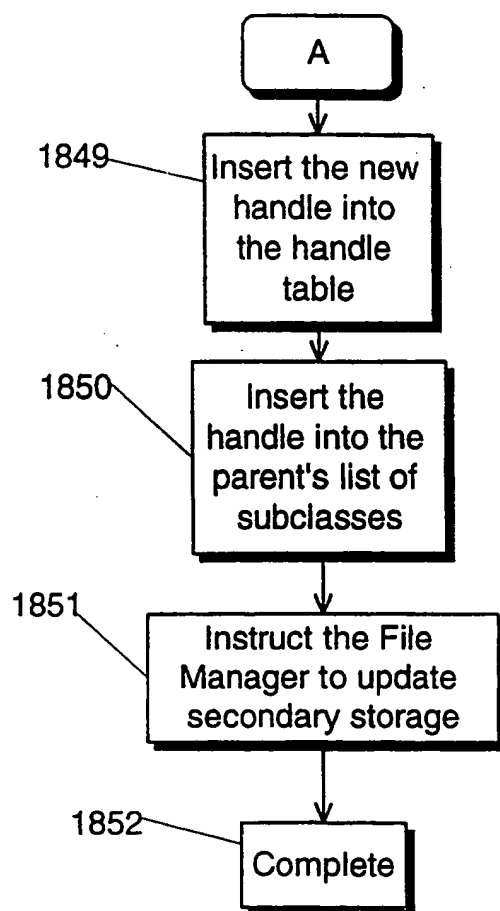 A
1849
Insert the new
handle into
the handle
table
1850
Insert the
handle into the
parent's list of
subclasses
1851
Instruct the File
Manager to update
secondary storage
1852
Complete